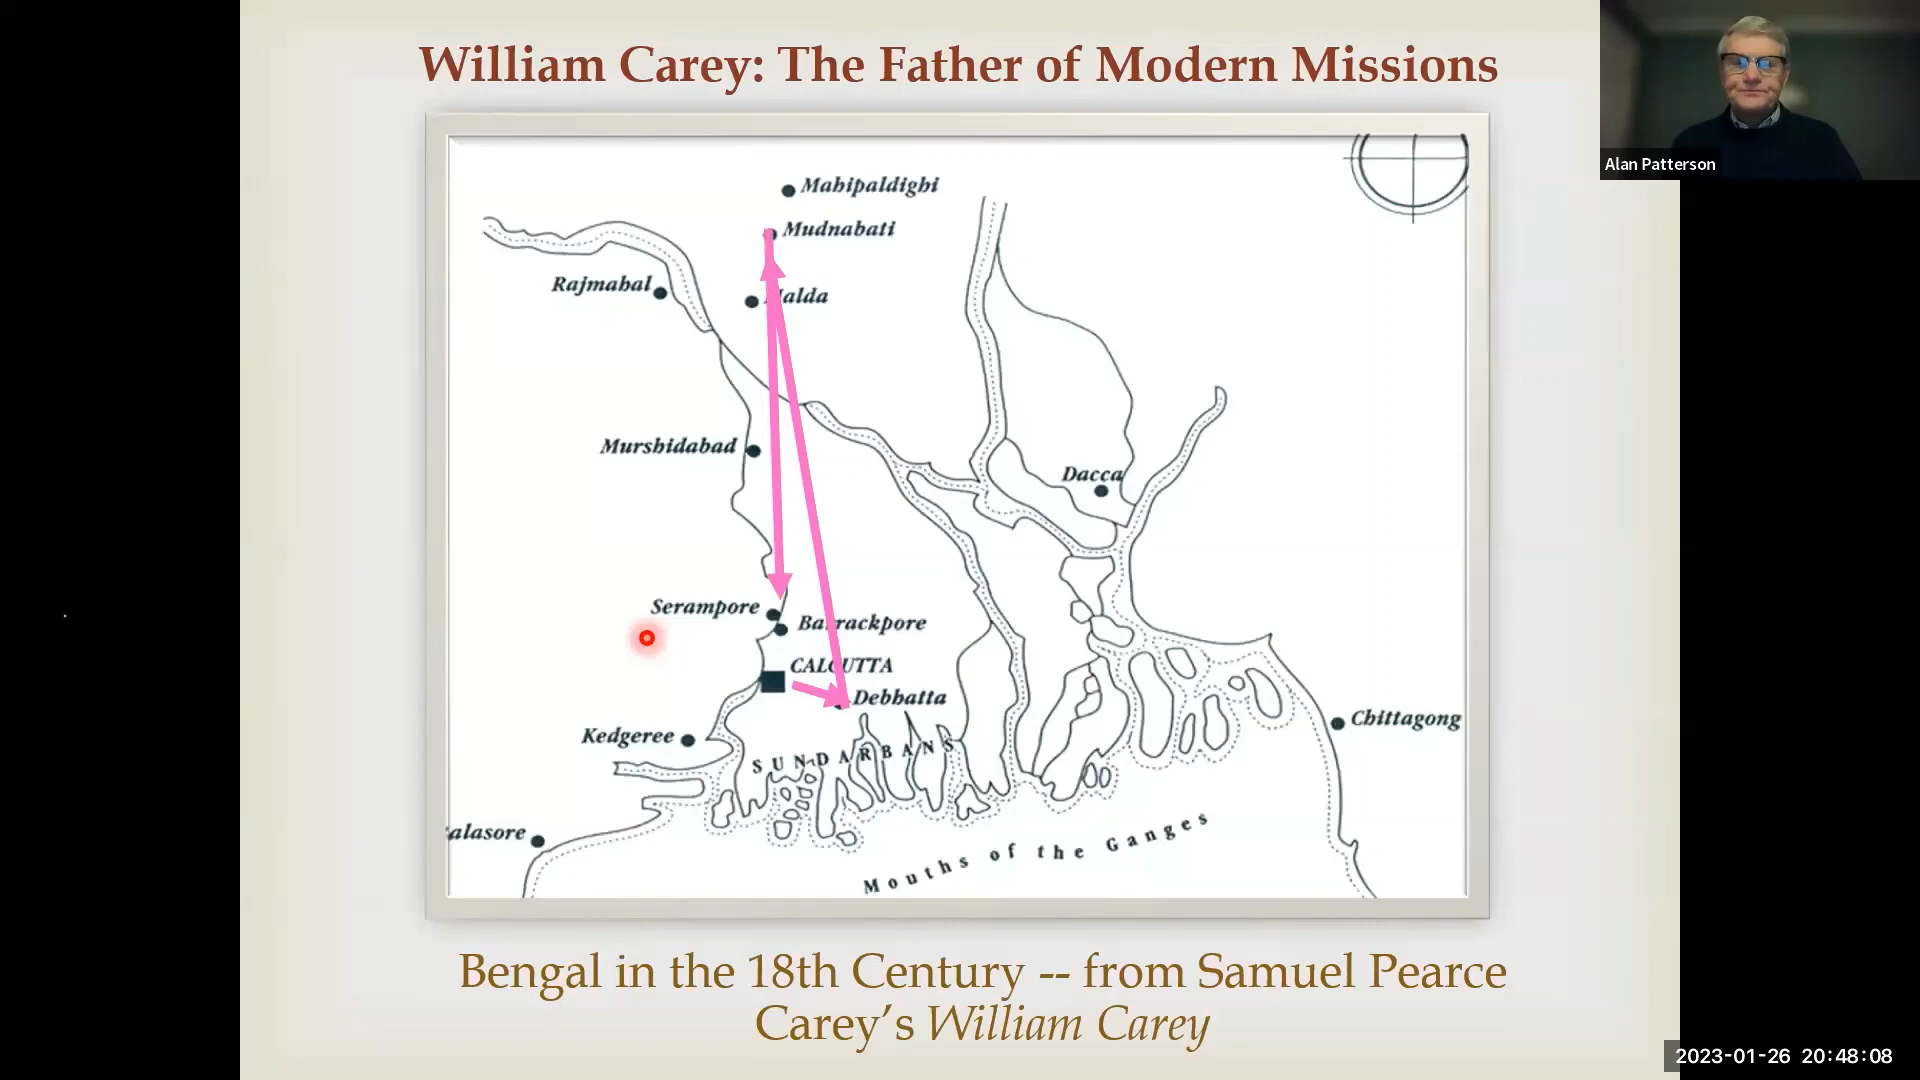 William Carey: The Father of Modern Missions
Alan Patterson
Mahipaldighi
Mudnabati
Rajmahal
alda
Murshidabad
Dacca
Serampore
Barrackpore
CALCUTTA
Debhatta
Kedgeree
SUNDARBANS
Chittagong
alasore
Mouths of the Ganges
Bengal in the 18th Century -- from Samuel Pearce
Carey’s William Carey
2023-01-26 20:48:08